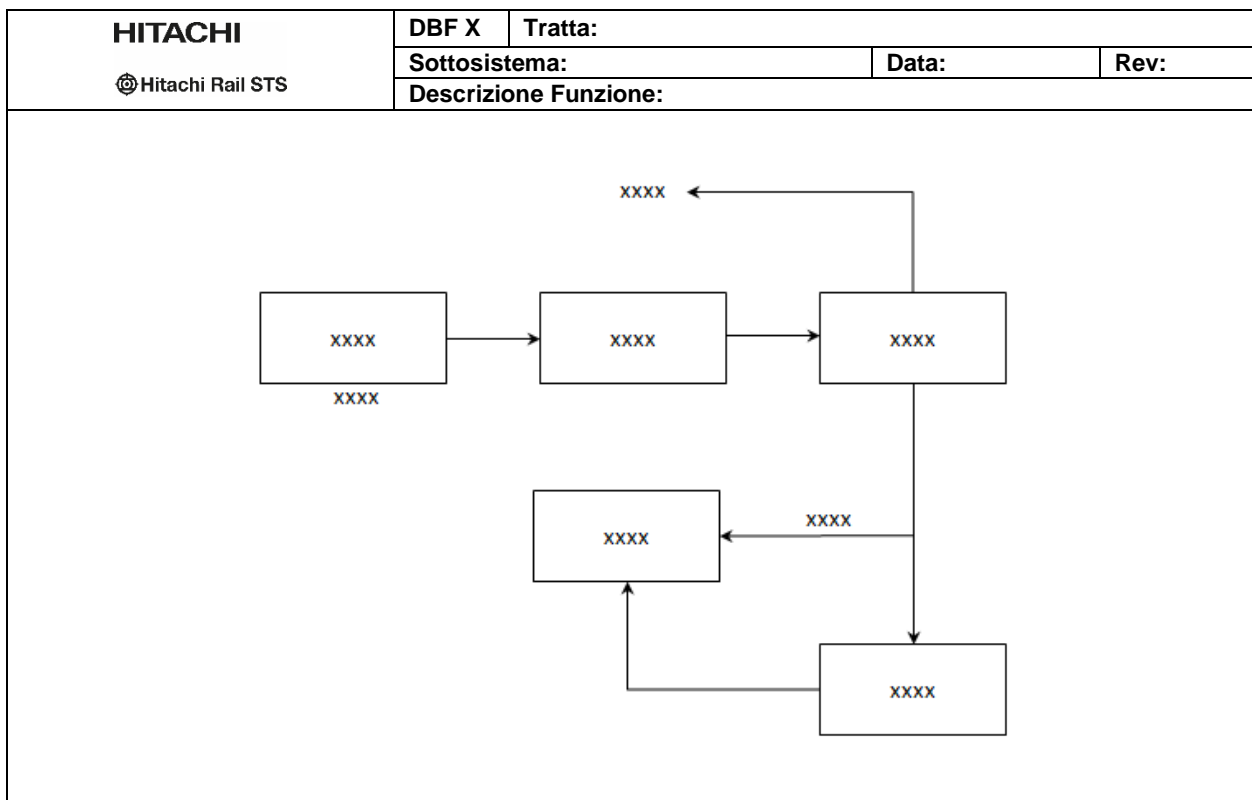 HITACHI
Hitachi Rail STS
DBF X Tratta:
Sottosistema: Data: Rev:
Descrizione Funzione:
xxxx
xxxx xxxx xxxx
xxxx
xxxx
xxxx
xxxx